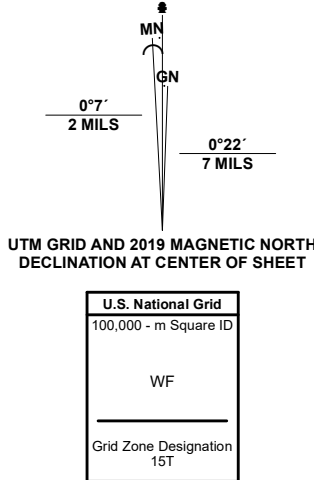 MN
GN
0°7´
2 MILS
0°22´
7 MILS
UTM GRID AND 2019 MAGNETIC NORTH
DECLINATION AT CENTER OF SHEET
U.S. National Grid
100,000 - m Square ID
WF
Grid Zone Designation
15T